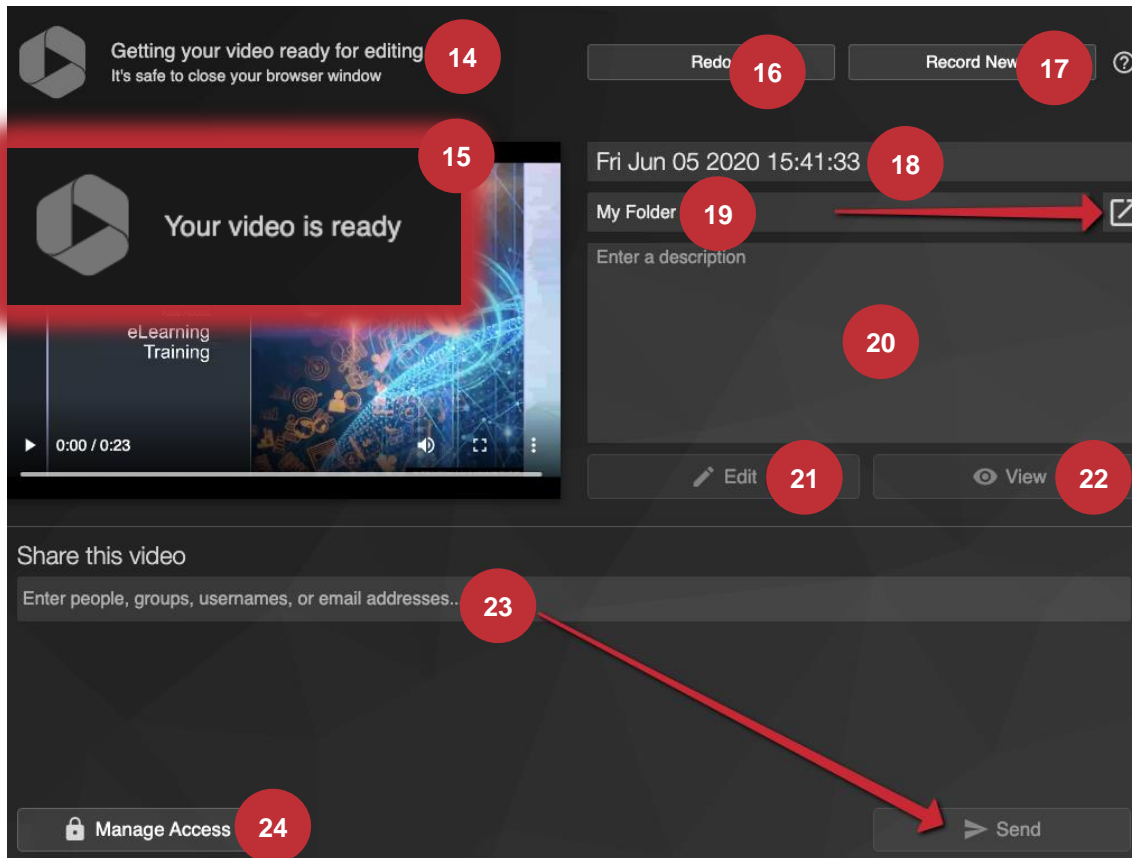 Getting your video ready for editing
It's safe to close your browser window
14
Redo
16
Record New
17
15
Your video is ready
Fri Jun 05 2020 15:41:33
18
My Folder
19
Enter a description
20
eLearning
Training
0:00 / 0:23
Edit
21
View
22
Share this video
Enter people, groups, usernames, or email addresses..
23
Manage Access
24
Send